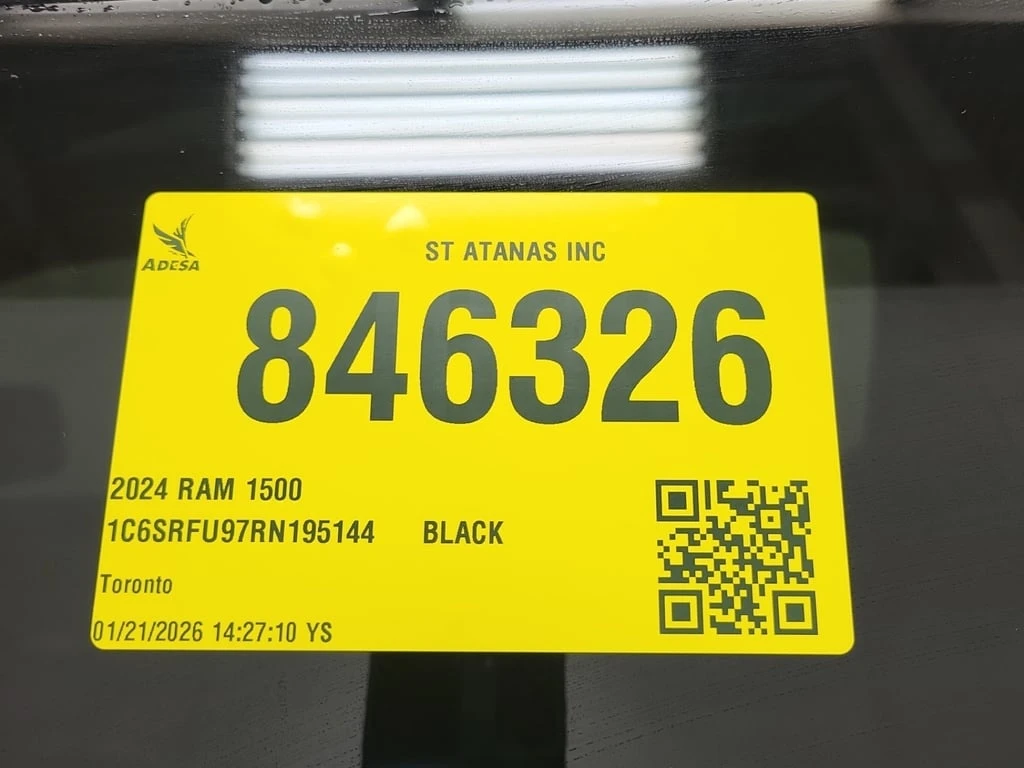 ADESA
ST ATANAS INC
846326
2024 RAM 1500
1C6SRFU97RN195144 BLACK
Toronto
01/21/2026 14:27:10 YS